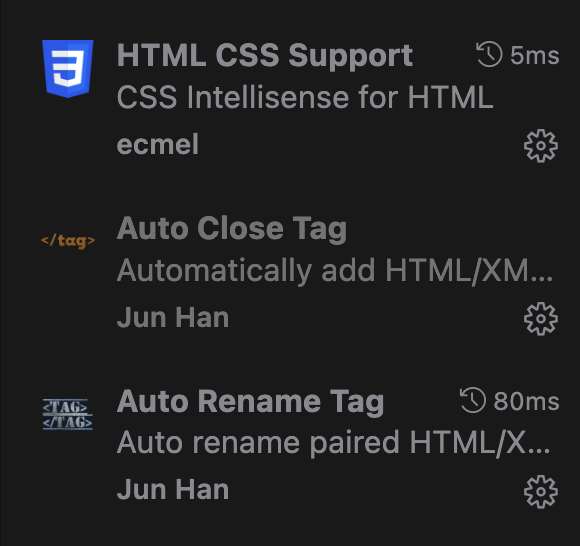 HTML CSS Support 5ms
CSS Intellisense for HTML
ecmel
</tag> Auto Close Tag
Automatically add HTML/XM...
Jun Han
<TAG> Auto Rename Tag 80ms
</TAG> Auto rename paired HTML/X...
Jun Han